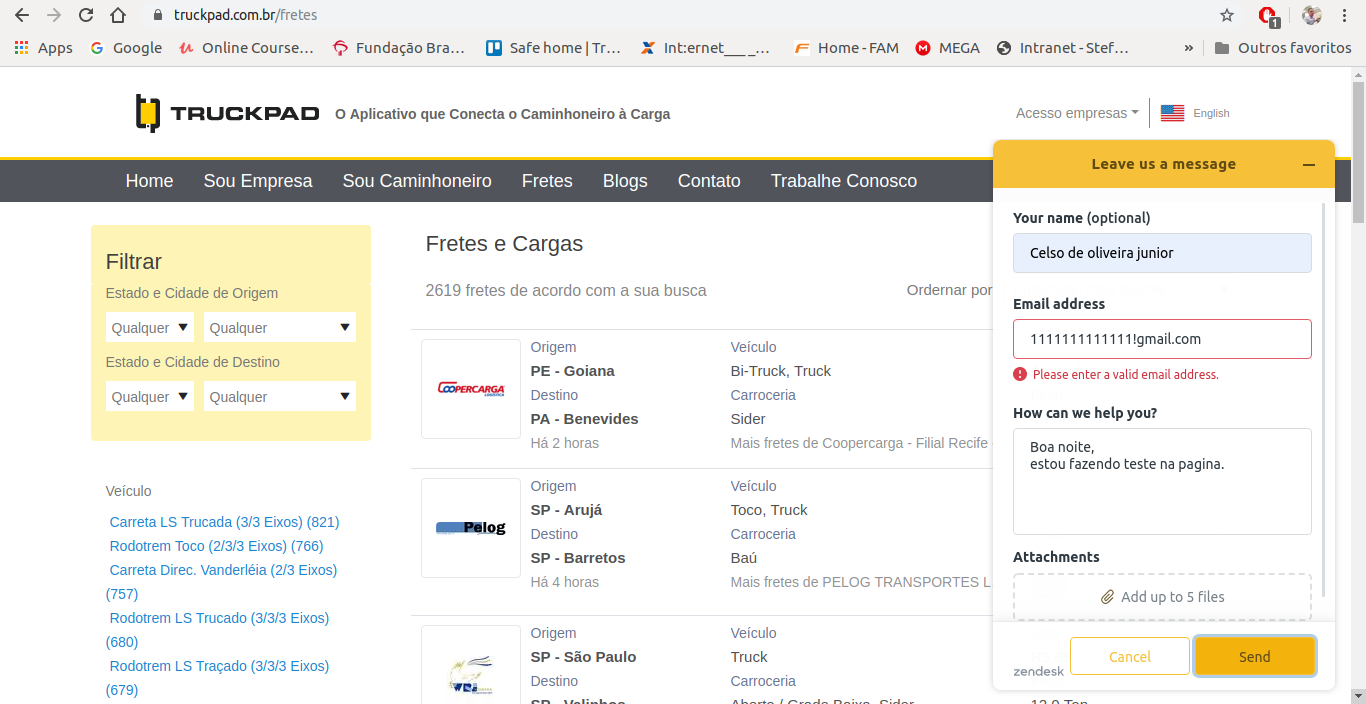 truckpad.com.br/fretes
1
Apps
Google
Online Course...
Fundação Bra...
Safe home | Tr...
Int:ernet___ _...
Home - FAM
MEGA
Intranet - Stef...
»
Outros favoritos
TRUCKPAD
O Aplicativo que Conecta o Caminhoneiro à Carga
Acesso empresas
English
Home
Sou Empresa
Sou Caminhoneiro
Fretes
Blogs
Contato
Trabalhe Conosco
Filtrar
Estado e Cidade de Origem
Qualquer
Qualquer
Estado e Cidade de Destino
Qualquer
Qualquer
Veículo
Carreta LS Trucada (3/3 Eixos) (821)
Rodotrem Toco (2/3/3 Eixos) (766)
Carreta Direc. Vanderléia (2/3 Eixos)
(757)
Rodotrem LS Trucado (3/3/3 Eixos)
(680)
Rodotrem LS Traçado (3/3/3 Eixos)
(679)
Fretes e Cargas
2619 fretes de acordo com a sua busca
Ordernar por
COOPERCARGA
LOGÍSTICA
Origem
PE - Goiana
Destino
PA - Benevides
Há 2 horas
Veículo
Bi-Truck, Truck
Carroceria
Sider
Mais fretes de Coopercarga - Filial Recife
Pelog
Origem
SP - Arujá
Destino
SP - Barretos
Há 4 horas
Veículo
Toco, Truck
Carroceria
Baú
Mais fretes de PELOG TRANSPORTES L
Origem
SP - São Paulo
Destino
SP - Valinhos
Veículo
Truck
Carroceria
Aberto / Grade Baixa, Sider
12.0 Ton
Leave us a message
Your name (optional)
Celso de oliveira junior
Email address
1111111111111!gmail.com
Please enter a valid email address.
How can we help you?
Boa noite,
estou fazendo teste na pagina.
Attachments
Add up to 5 files
zendesk
Cancel
Send